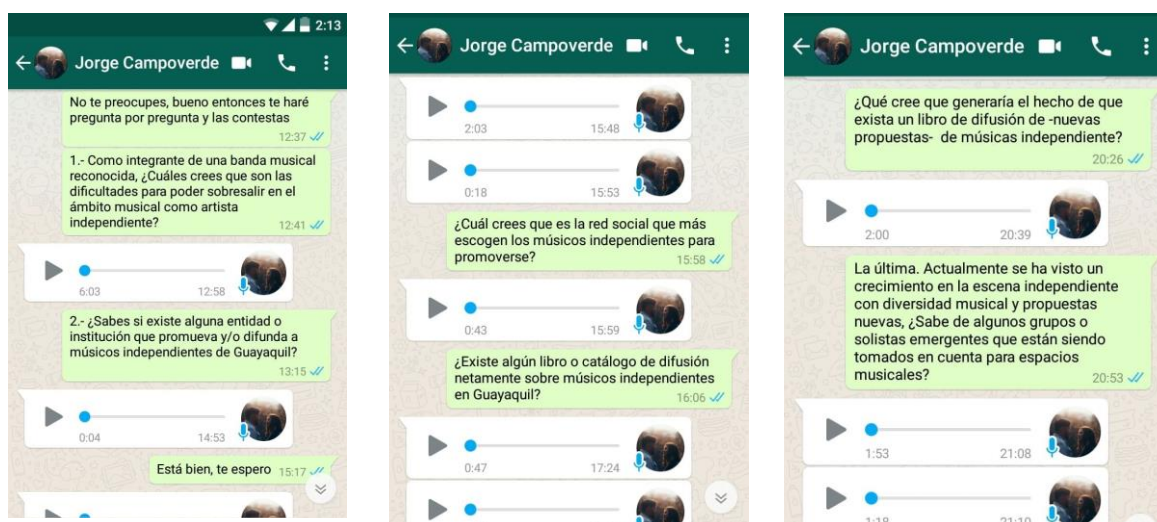 2:13
Jorge Campoverde
No te preocupes, bueno entonces te haré
pregunta por pregunta y las contestas
12:37
1.- Como integrante de una banda musical
reconocida, ¿Cuáles crees que son las
dificultades para poder sobresalir en el
ámbito musical como artista
independiente?
12:41
6:03
12:58
2.- ¿Sabes si existe alguna entidad o
institución que promueva y/o difunda a
músicos independientes de Guayaquil?
13:15
0:04
14:53
Está bien, te espero
15:17
Jorge Campoverde
2:03
15:48
0:18
15:53
¿Cuál crees que es la red social que más
escogen los músicos independientes para
promoverse?
15:58
0:43
15:59
¿Existe algún libro o catálogo de difusión
netamente sobre músicos independientes
en Guayaquil?
16:06
0:47
17:24
Jorge Campoverde
¿Qué cree que generaría el hecho de que
exista un libro de difusión de -nuevas
propuestas- de músicas independiente?
20:26
2:00
20:39
La última. Actualmente se ha visto un
crecimiento en la escena independiente
con diversidad musical y propuestas
nuevas, ¿Sabe de algunos grupos o
solistas emergentes que están siendo
tomados en cuenta para espacios
musicales?
20:53
1:53
21:08
1:18
21:10